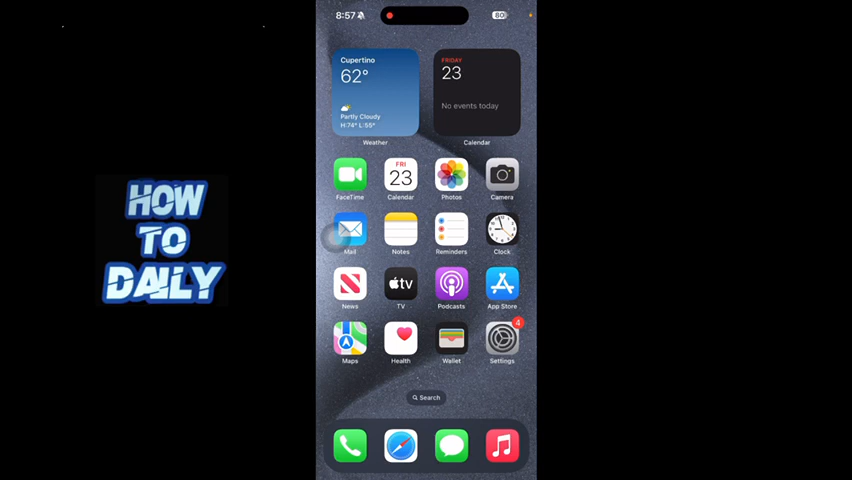 8:57
80
Cupertino
62°
Partly Cloudy
H:74° L:55°
Weather
FRIDAY
23
No events today
Calendar
FaceTime
FRI
23
Calendar
Photos
Camera
Mail
Notes
Reminders
Clock
News
tv
TV
Podcasts
App Store
4
Maps
Health
Wallet
Settings
Search
HOW
TO
DAILY